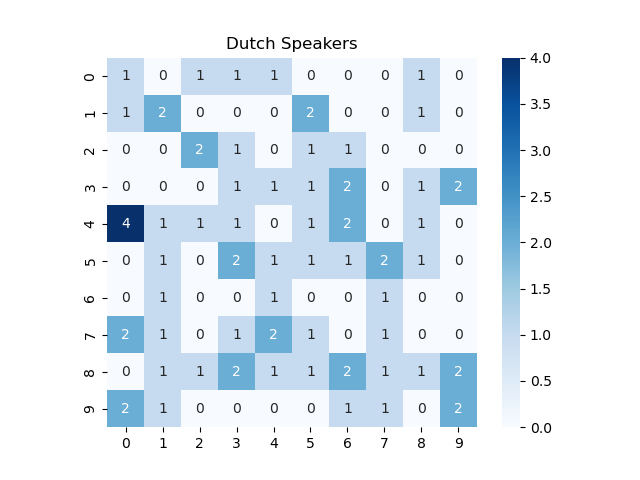 Dutch Speakers
0 1 0 1 1 1 0 0 0 1 0
1 1 2 0 0 0 2 0 0 1 0
2 0 0 2 1 0 1 1 0 0 0
3 0 0 0 1 1 1 2 0 1 2
4 4 1 1 1 0 1 2 0 1 0
5 0 1 0 2 1 1 1 2 1 0
6 0 1 0 0 1 0 0 1 0 0
7 2 1 0 1 2 1 0 1 0 0
8 0 1 1 2 1 1 2 1 1 2
9 2 1 0 0 0 0 1 1 0 2
0 1 2 3 4 5 6 7 8 9
4.0
3.5
3.0
2.5
2.0
1.5
1.0
0.5
0.0